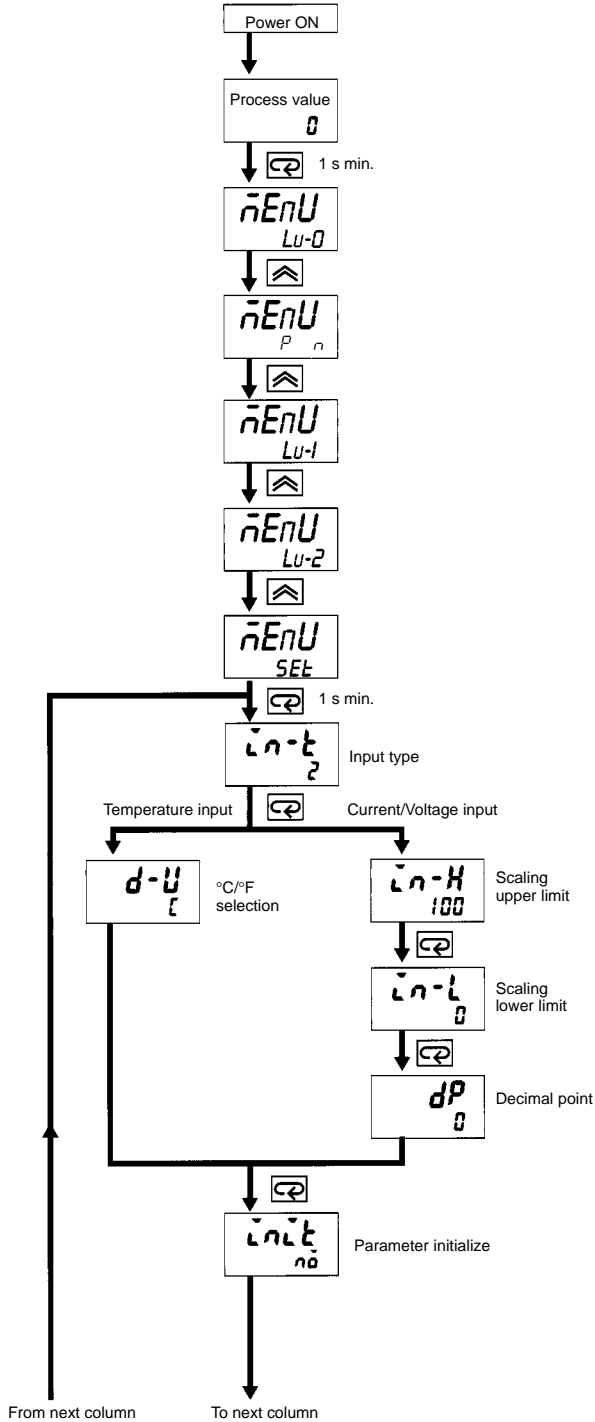 Power ON
Process value
0
1 s min.
mEnU
Lu-0
mEnU
P n
mEnU
Lu-1
mEnU
Lu-2
mEnU
SEt
1 s min.
in-t
2
Input type
Temperature input
Current/Voltage input
d-U
C
°C/°F
selection
in-H
100
Scaling
upper limit
in-L
0
Scaling
lower limit
dP
0
Decimal point
init
no
Parameter initialize
From next column
To next column